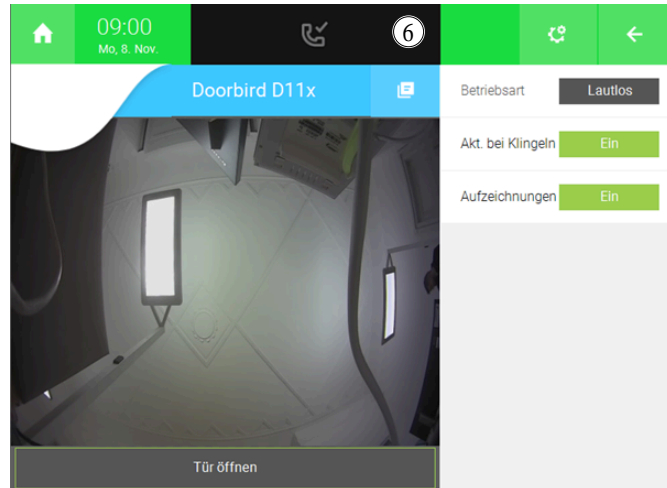 09:00
Mo, 8. Nov.
6
Doorbird D11x
Betriebsart Lautlos
Akt. bei Klingeln Ein
Aufzeichnungen Ein
Tür öffnen